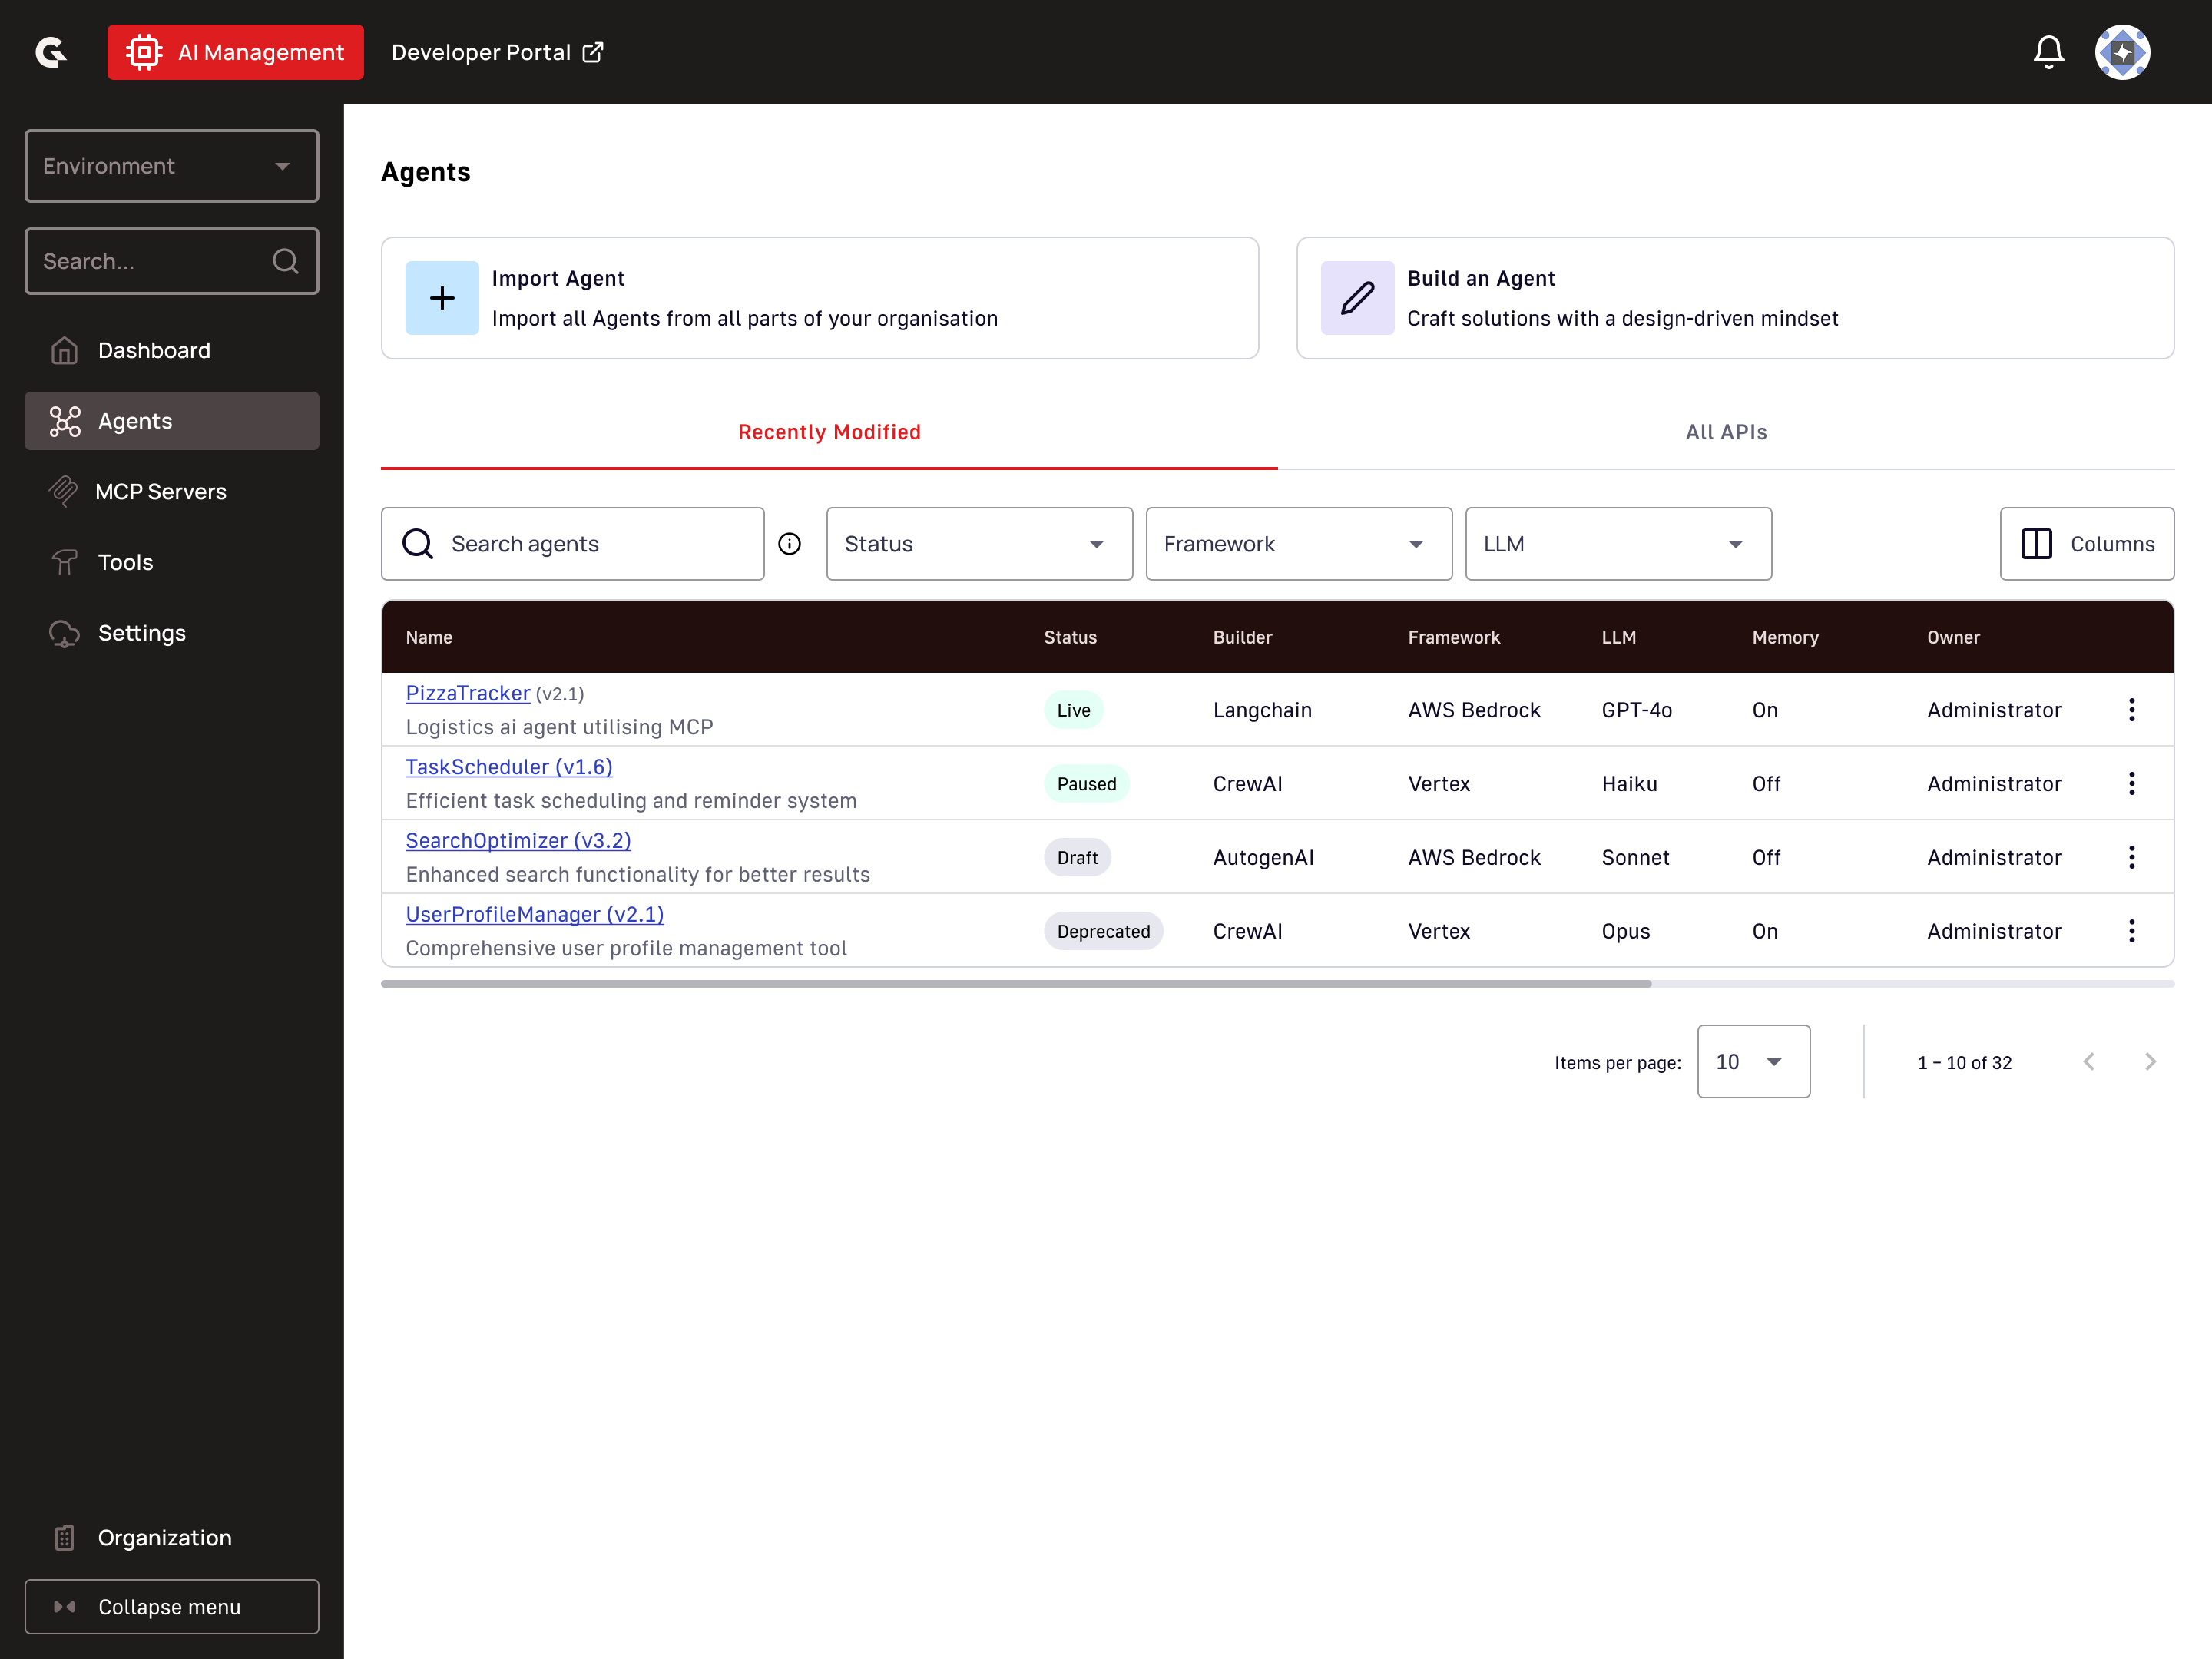 AI Management
Developer Portal
Environment
Search...
Dashboard
Agents
MCP Servers
Tools
Settings
Organization
Collapse menu
Agents
Import Agent
Import all Agents from all parts of your organisation
Build an Agent
Craft solutions with a design-driven mindset
Recently Modified
All APIs
Search agents
Status
Framework
LLM
Columns
Name Status Builder Framework LLM Memory Owner
PizzaTracker (v2.1)
Logistics ai agent utilising MCP
Live Langchain AWS Bedrock GPT-4o On Administrator
TaskScheduler (v1.6)
Efficient task scheduling and reminder system
Paused CrewAI Vertex Haiku Off Administrator
SearchOptimizer (v3.2)
Enhanced search functionality for better results
Draft AutogenAI AWS Bedrock Sonnet Off Administrator
UserProfileManager (v2.1)
Comprehensive user profile management tool
Deprecated CrewAI Vertex Opus On Administrator
Items per page: 10 1 – 10 of 32